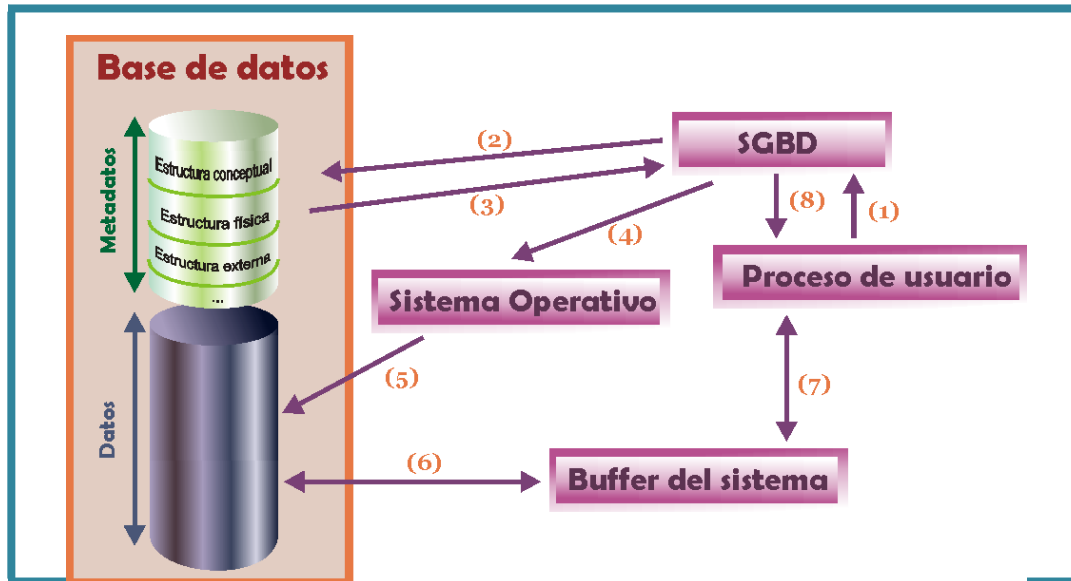 Base de datos
Metadatos
Estructura conceptual
Estructura física
Estructura externa
...
Datos
(2)
(3)
SGBD
(4)
(8)
(1)
Sistema Operativo
Proceso de usuario
(5)
(7)
(6)
Buffer del sistema